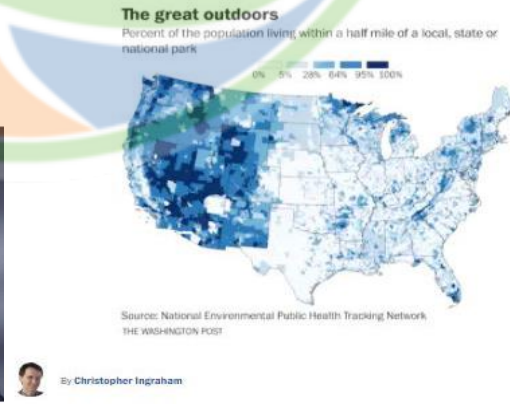 The great outdoors
Percent of the population living within a half mile of a local, state or
national park
0% 5% 28% 64% 95% 100%
Source: National Environmental Public Health Tracking Network
THE WASHINGTON POST
By Christopher Ingraham